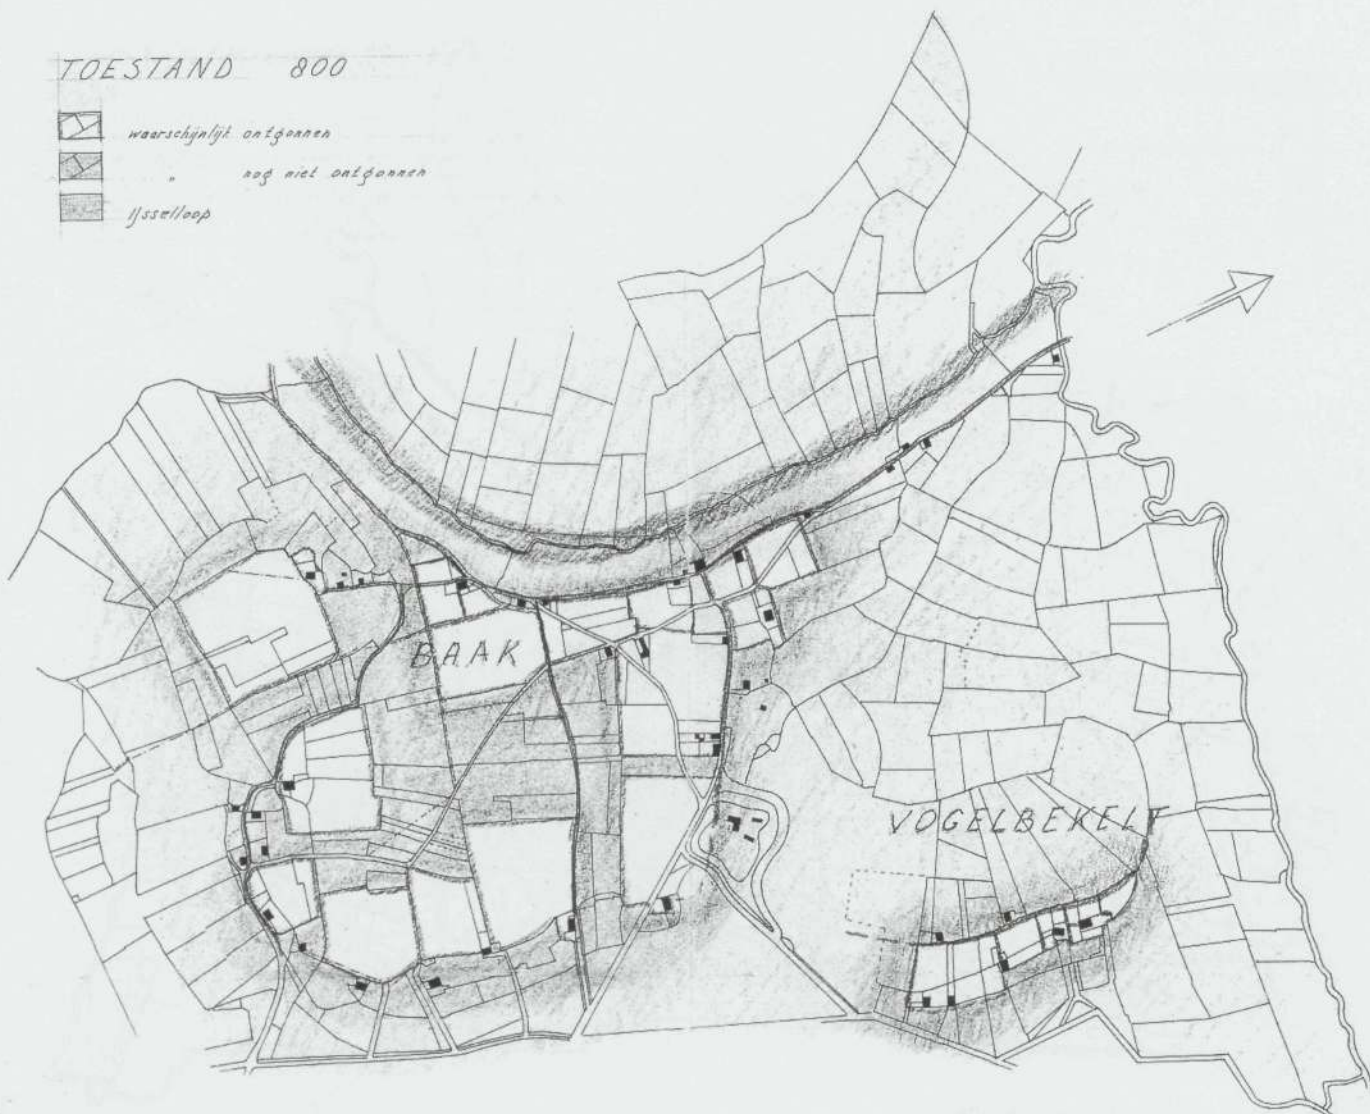 TOESTAND 800
waarschijnlijk ontgonnen
" nog niet ontgonnen
IJsselloop
BAAK
VOGELBEKELT